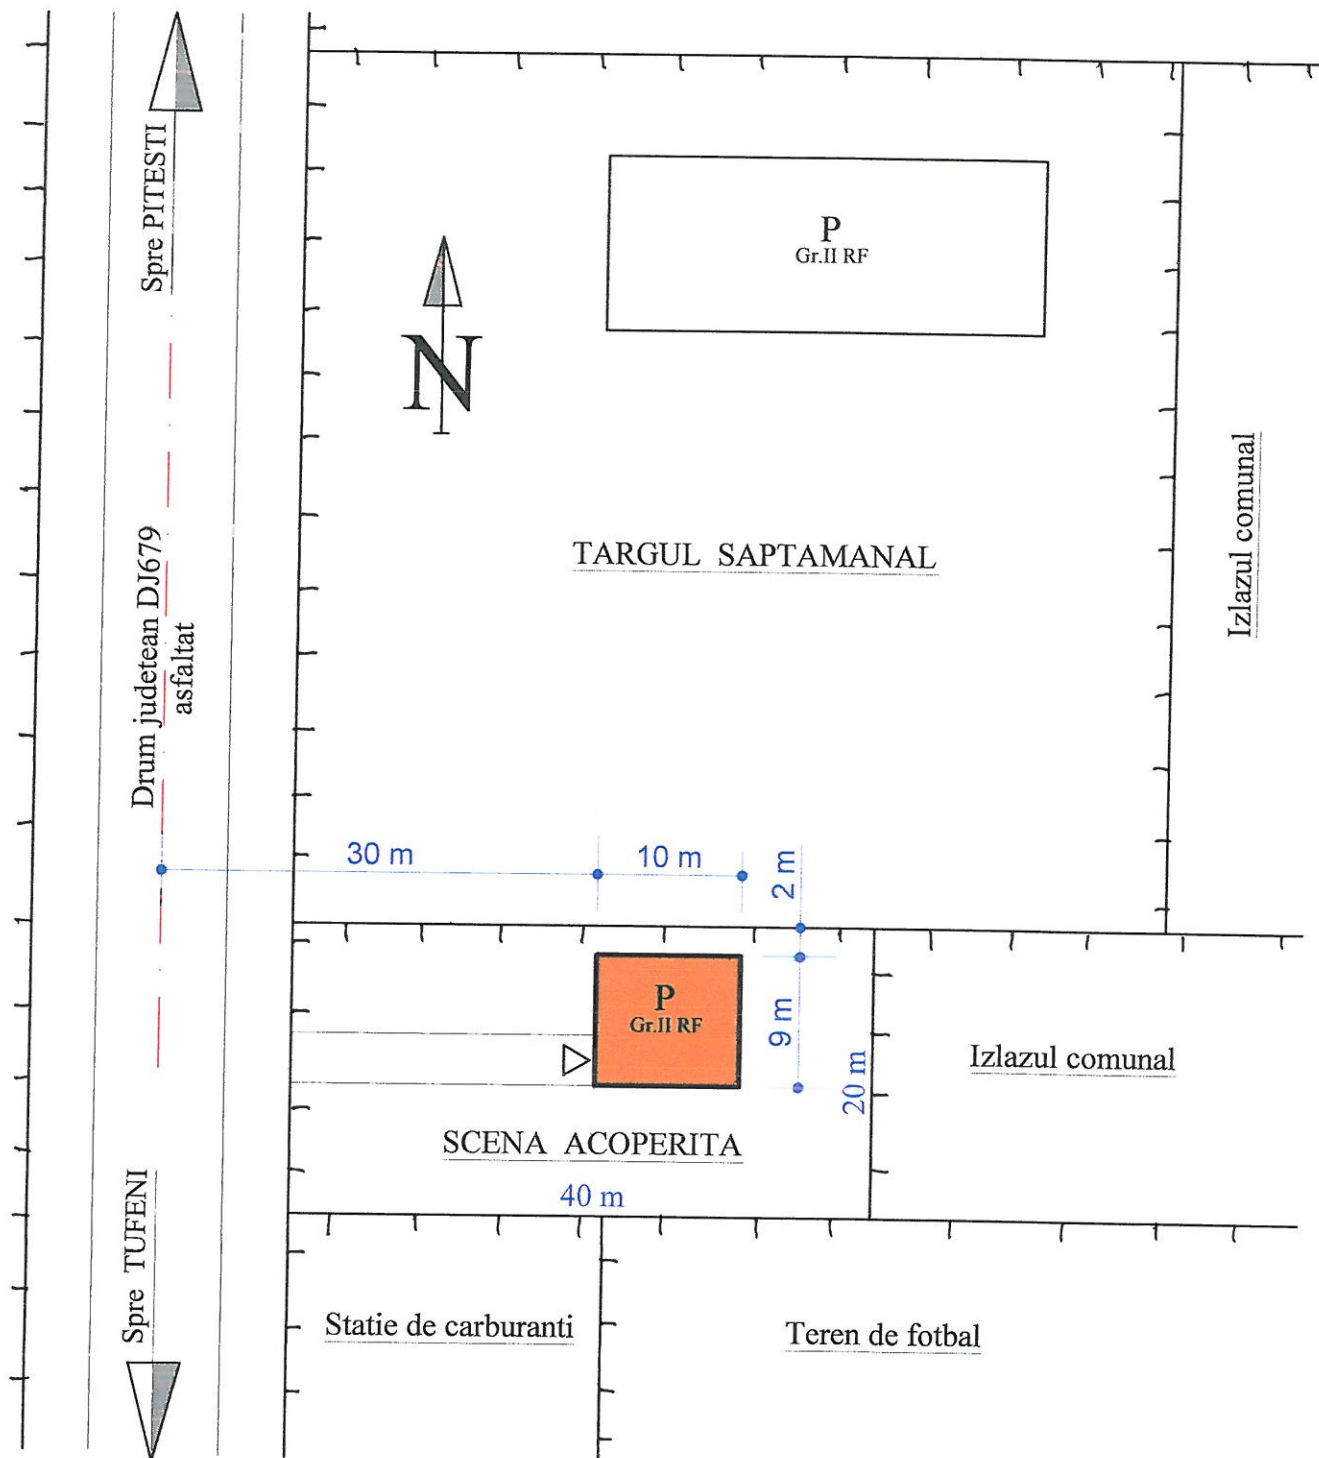 Spre PITESTI
P
Gr.II RF
N
Izlazul comunal
TARGUL SAPTAMANAL
Drum judetean DJ679
asfaltat
30 m
10 m
2 m
P
Gr.II RF
9 m
20 m
Izlazul comunal
SCENA ACOPERITA
40 m
Spre TUFENI
Statie de carburanti
Teren de fotbal